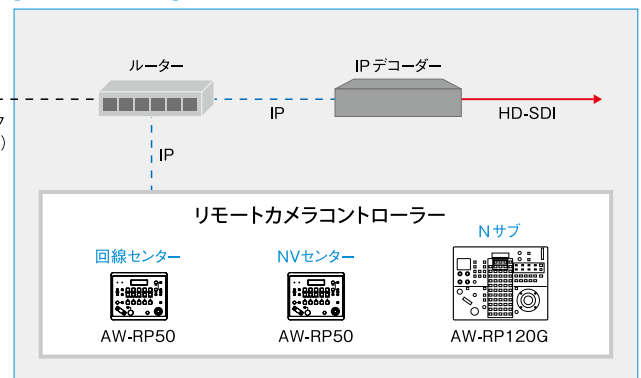 ルーター
IPデコーダー
IP
HD-SDI
IP
リモートカメラコントローラー
Nサブ
回線センター
NVセンター
AW-RP50
AW-RP50
AW-RP120G